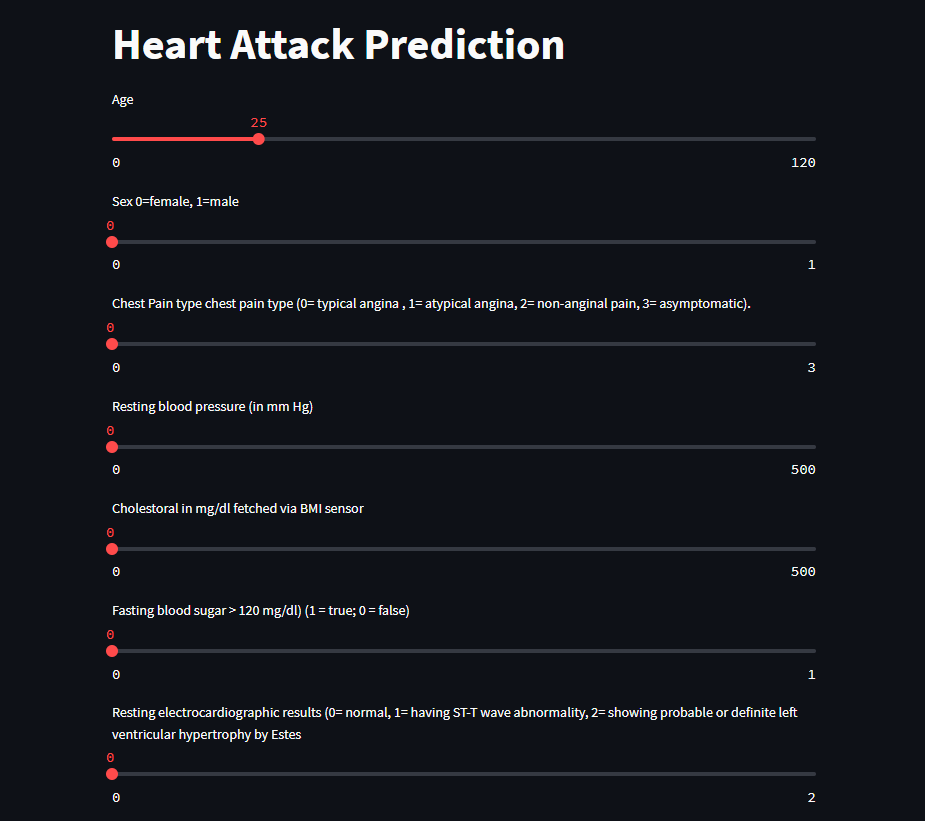 Heart Attack Prediction
Age
25
0 120
Sex 0=female, 1=male
0
0 1
Chest Pain type chest pain type (0= typical angina , 1= atypical angina, 2= non-anginal pain, 3= asymptomatic).
0
0 3
Resting blood pressure (in mm Hg)
0
0 500
Cholestoral in mg/dl fetched via BMI sensor
0
0 500
Fasting blood sugar > 120 mg/dl) (1 = true; 0 = false)
0
0 1
Resting electrocardiographic results (0= normal, 1= having ST-T wave abnormality, 2= showing probable or definite left
ventricular hypertrophy by Estes
0
0 2